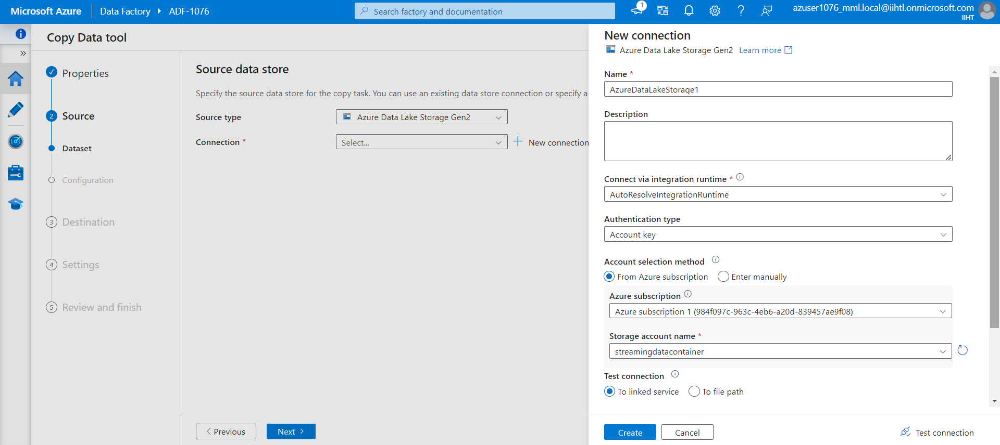 Microsoft Azure
Data Factory
ADF-1076
Search factory and documentation
1
azuser1076_mml.local@iihtl.onmicrosoft.com
IIHT
Copy Data tool
Properties
2 Source
Dataset
Configuration
3 Destination
4 Settings
5 Review and finish
Source data store
Specify the source data store for the copy task. You can use an existing data store connection or specify a
Source type
Azure Data Lake Storage Gen2
Connection *
Select...
New connection
Previous
Next
New connection
Azure Data Lake Storage Gen2 Learn more
Name *
AzureDataLakeStorage1
Description
Connect via integration runtime *
AutoResolveIntegrationRuntime
Authentication type
Account key
Account selection method
From Azure subscription Enter manually
Azure subscription
Azure subscription 1 (984f097c-963c-4eb6-a20d-839457ae9f08)
Storage account name *
streamingdatacontainer
Test connection
To linked service To file path
Create
Cancel
Test connection